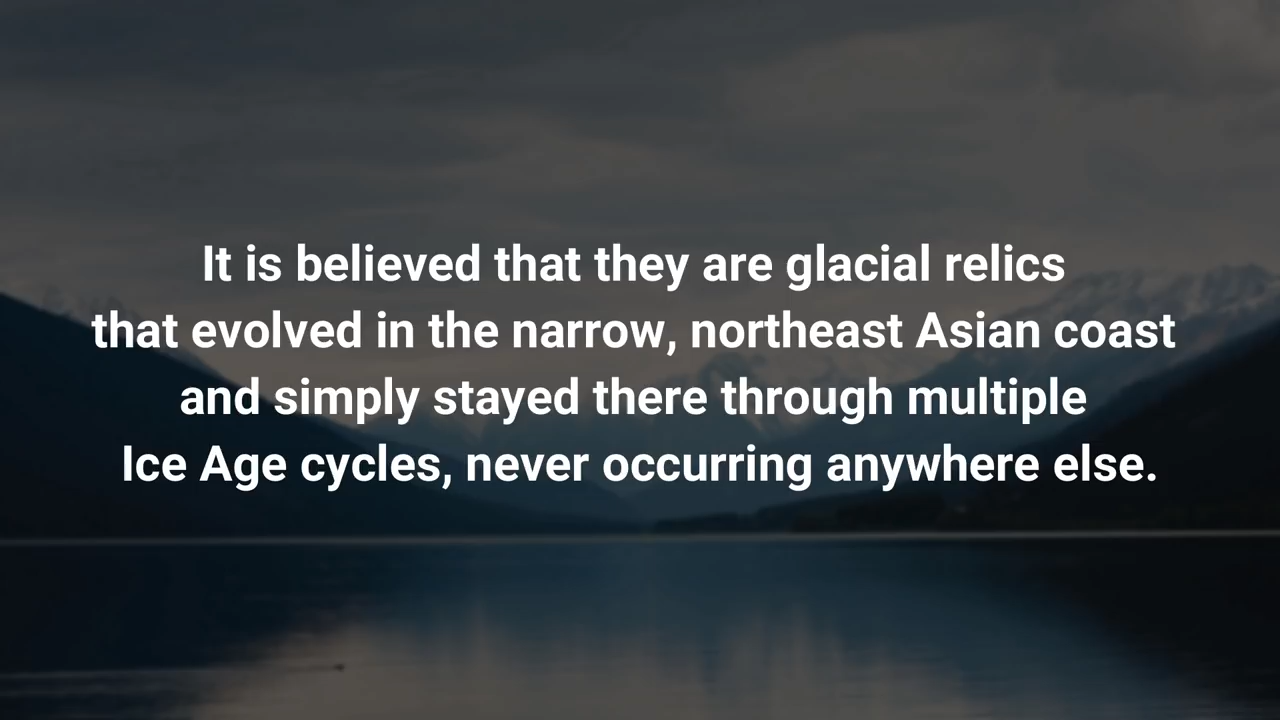 It is believed that they are glacial relics
that evolved in the narrow, northeast Asian coast
and simply stayed there through multiple
Ice Age cycles, never occurring anywhere else.